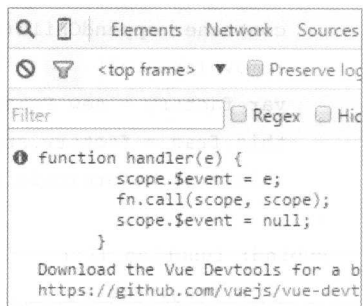 Elements Network Sources
<top frame> ▼ Preserve log
Filter Regex
function handler(e) {
scope.$event = e;
fn.call(scope, scope);
scope.$event = null;
}
Download the Vue Devtools for a b
https://github.com/vuejs/vue-devt